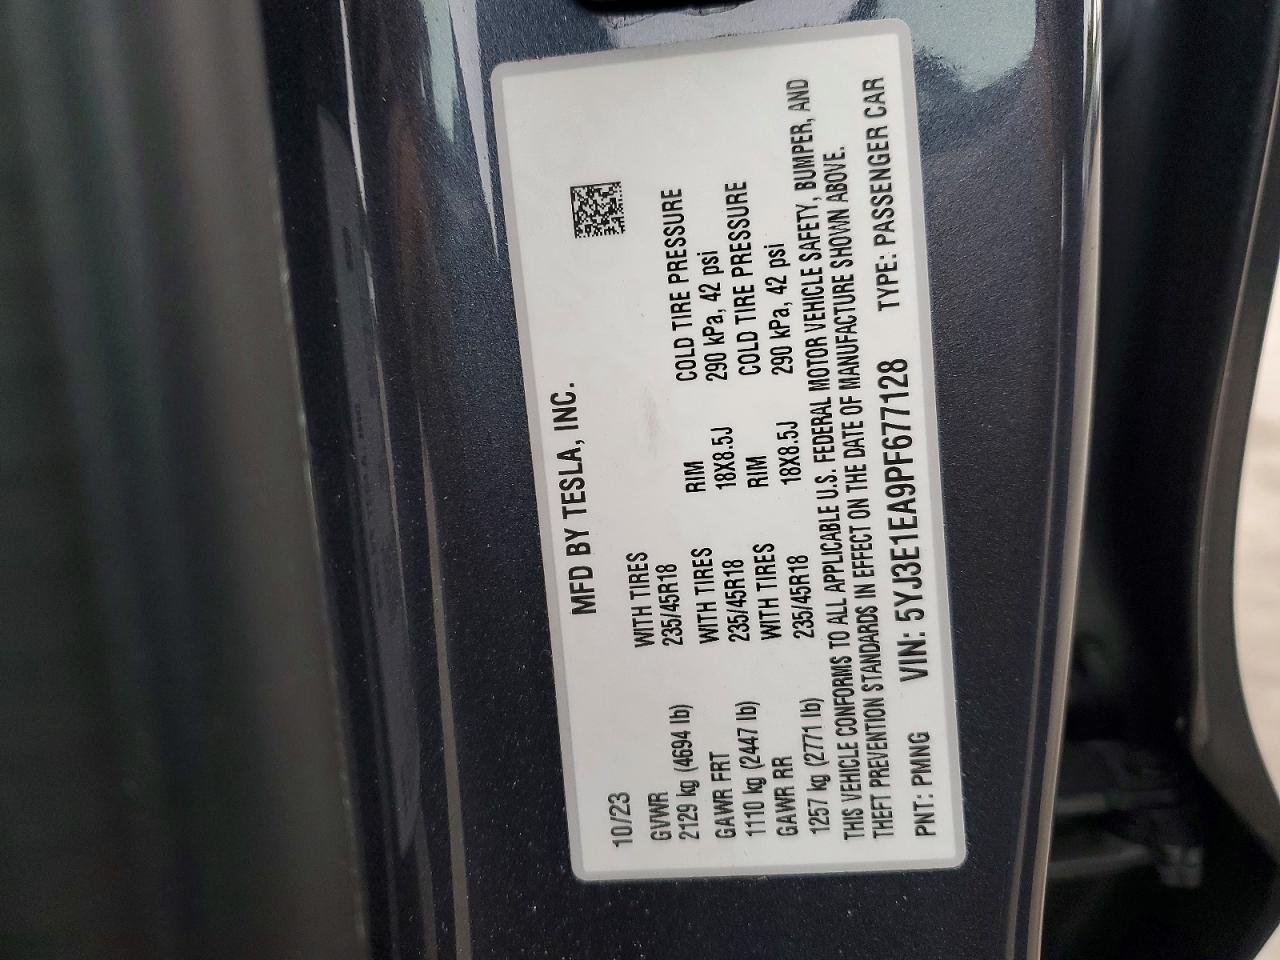 MFD BY TESLA, INC.
10/23
GVWR WITH TIRES RIM COLD TIRE PRESSURE
2129 kg (4694 lb) 235/45R18 18X8.5J 290 kPa, 42 psi
GAWR FRT WITH TIRES RIM COLD TIRE PRESSURE
1110 kg (2447 lb) 235/45R18 18X8.5J 290 kPa, 42 psi
GAWR RR WITH TIRES
1257 kg (2771 lb) 235/45R18
THIS VEHICLE CONFORMS TO ALL APPLICABLE U.S. FEDERAL MOTOR VEHICLE SAFETY, BUMPER, AND
THEFT PREVENTION STANDARDS IN EFFECT ON THE DATE OF MANUFACTURE SHOWN ABOVE.
PNT: PMNG VIN: 5YJ3E1EA9PF677128 TYPE: PASSENGER CAR